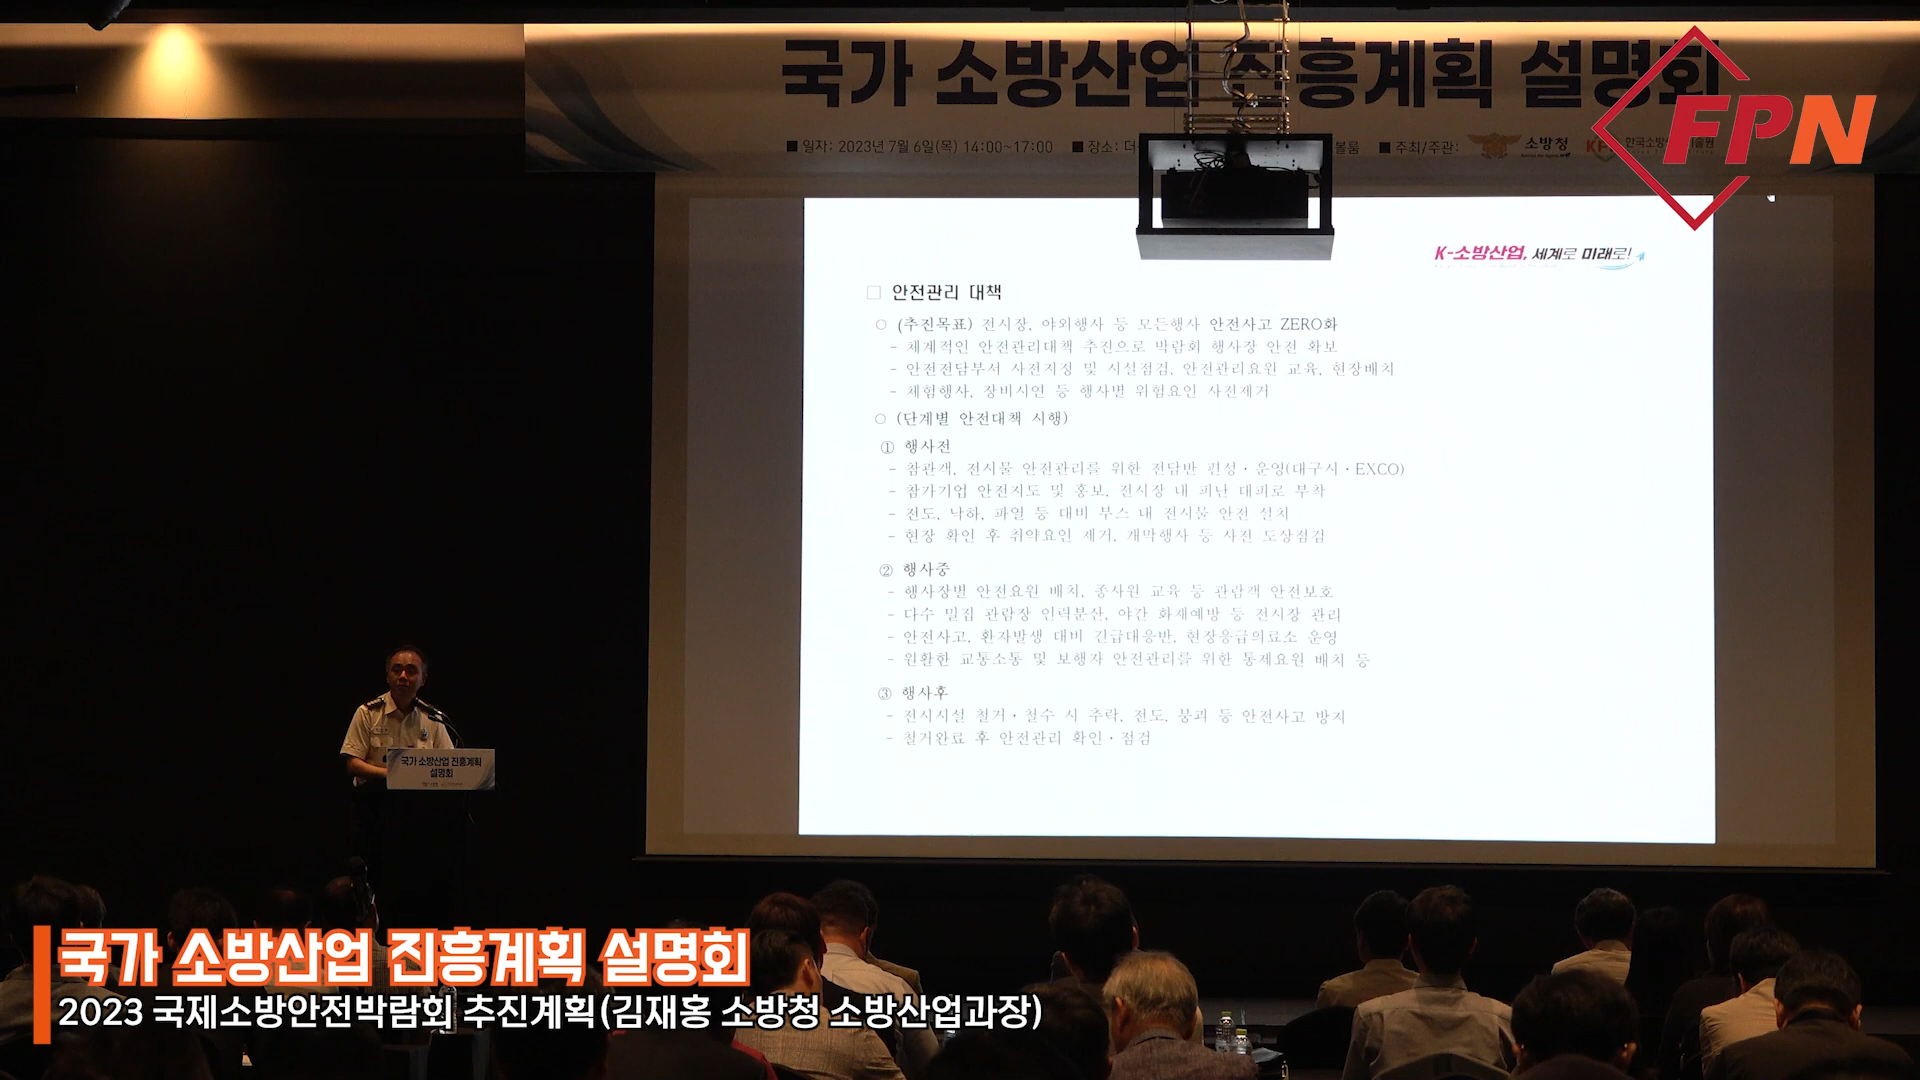 국가 소방산업 진흥계획 설명회
FPN
■ 일자: 2023년 7월 6일(목) 14:00~17:00 ■ 장소: 더 볼룸 ■ 주최/주관: 소방청
K-소방산업, 세계로 미래로!
□ 안전관리 대책
○ (추진목표) 전시장, 야외행사 등 모든행사 안전사고 ZERO화
- 체계적인 안전관리대책 추진으로 박람회 행사장 안전 확보
- 안전전담부서 사전지정 및 시설점검, 안전관리요원 교육, 현장배치
- 체험행사, 장비시연 등 행사별 위험요인 사전제거
○ (단계별 안전대책 시행)
① 행사전
- 참관객, 전시물 안전관리를 위한 전담반 편성·운영(대구시·EXCO)
- 참가기업 안전지도 및 홍보, 전시장 내 피난 대피로 부착
- 전도, 낙하, 파열 등 대비 부스 내 전시물 안전 설치
- 현장 확인 후 취약요인 제거, 개막행사 등 사전 도상점검
② 행사중
- 행사장별 안전요원 배치, 종사원 교육 등 관람객 안전보호
- 다수 밀집 관람장 인력분산, 야간 화재예방 등 전시장 관리
- 안전사고, 환자발생 대비 긴급대응반, 현장응급의료소 운영
- 원활한 교통소통 및 보행자 안전관리를 위한 통제요원 배치 등
③ 행사후
- 전시시설 철거·철수 시 추락, 전도, 붕괴 등 안전사고 방지
- 철거완료 후 안전관리 확인·점검
국가 소방산업 진흥계획
설명회
국가 소방산업 진흥계획 설명회
2023 국제소방안전박람회 추진계획(김재홍 소방청 소방산업과장)